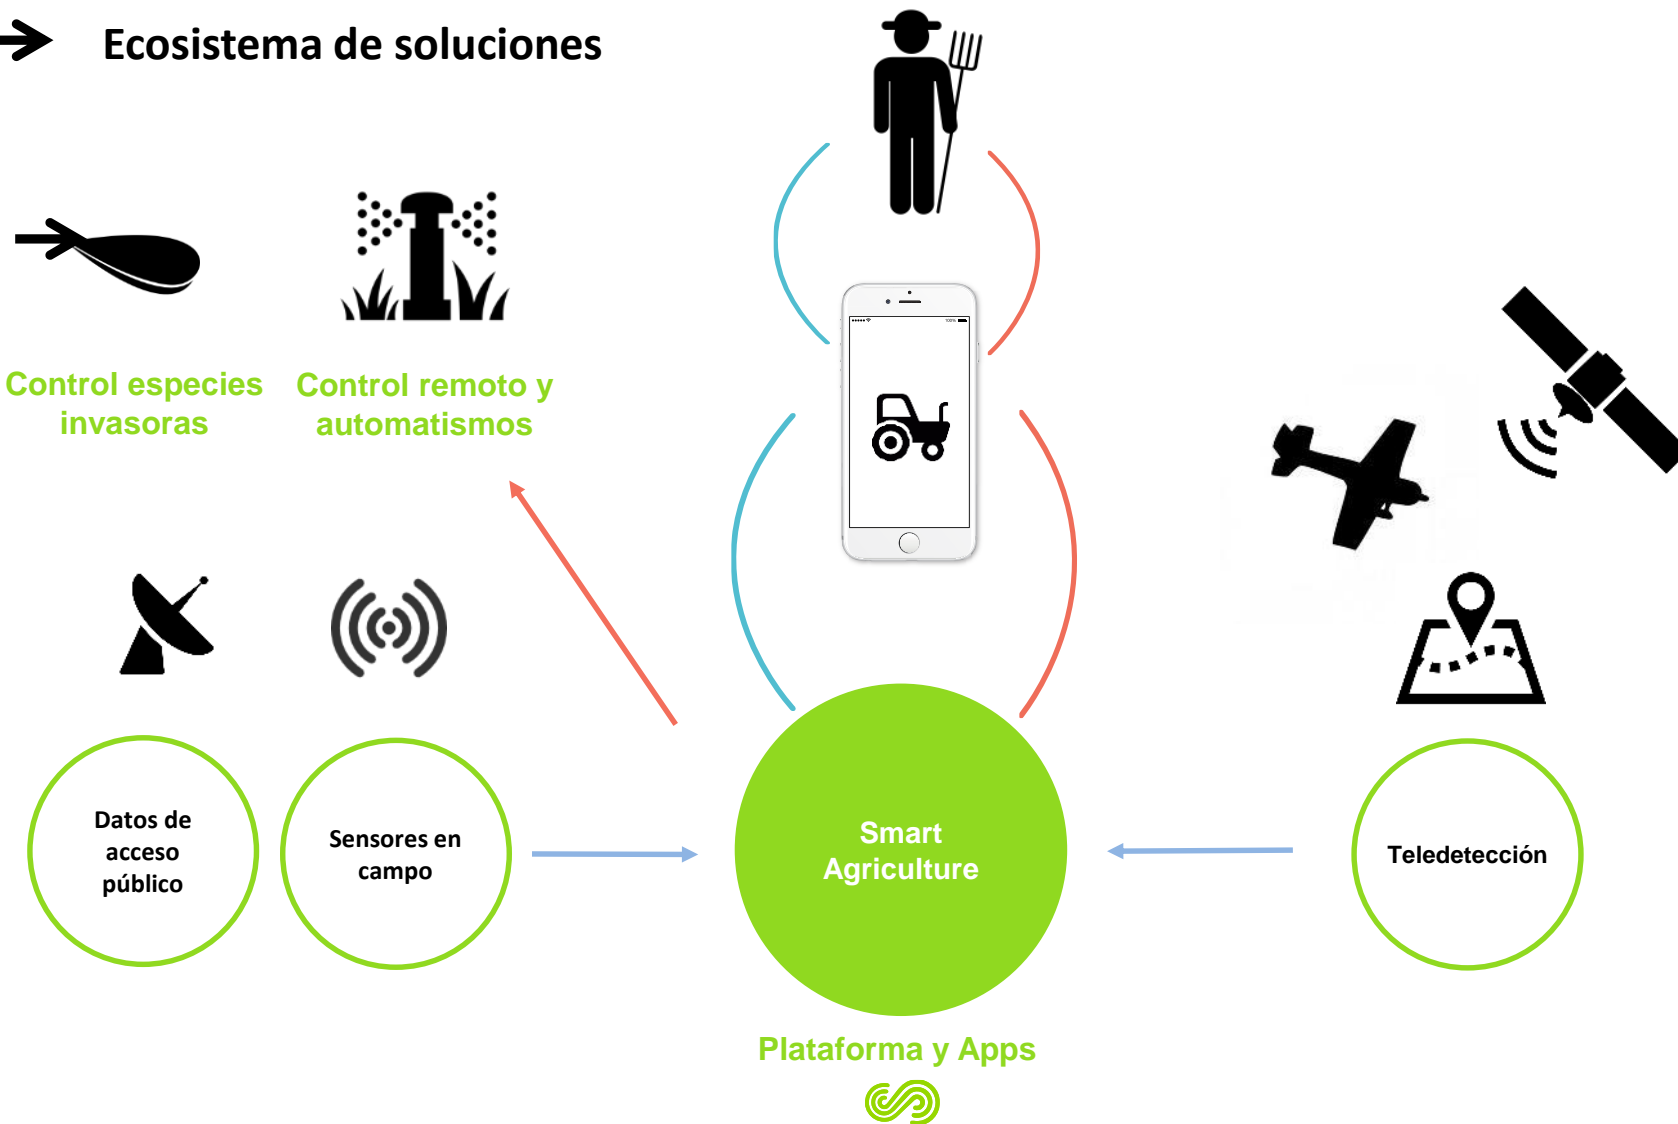 Ecosistema de soluciones
Control especies
invasoras
Control remoto y
automatismos
100%
Datos de
acceso
público
Sensores en
campo
Smart
Agriculture
Teledetección
Plataforma y Apps